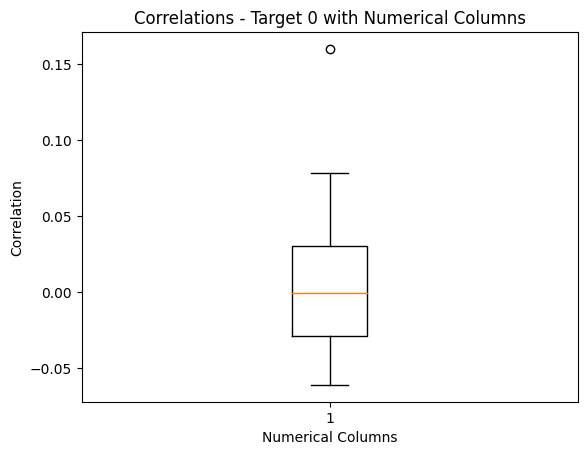 Correlations - Target 0 with Numerical Columns
0.15
0.10
0.05
0.00
−0.05
Correlation
1
Numerical Columns